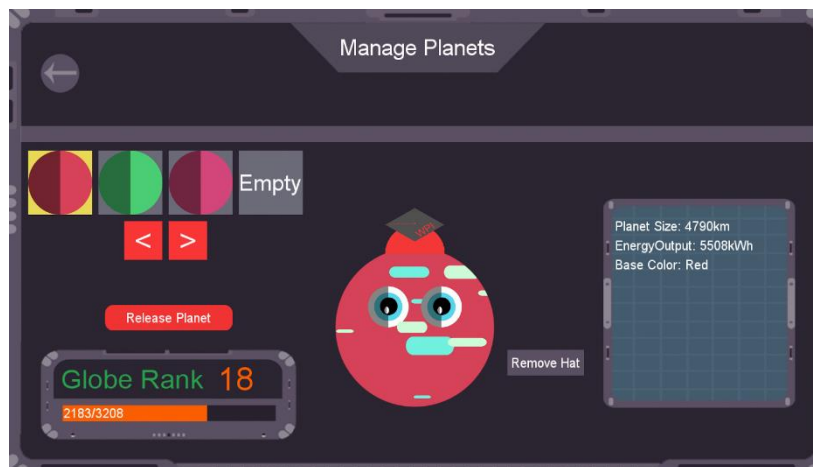 Manage Planets
Empty
< >
Release Planet
Globe Rank 18
2183/3208
WPI
Remove Hat
Planet Size: 4790km
EnergyOutput: 5508kWh
Base Color: Red